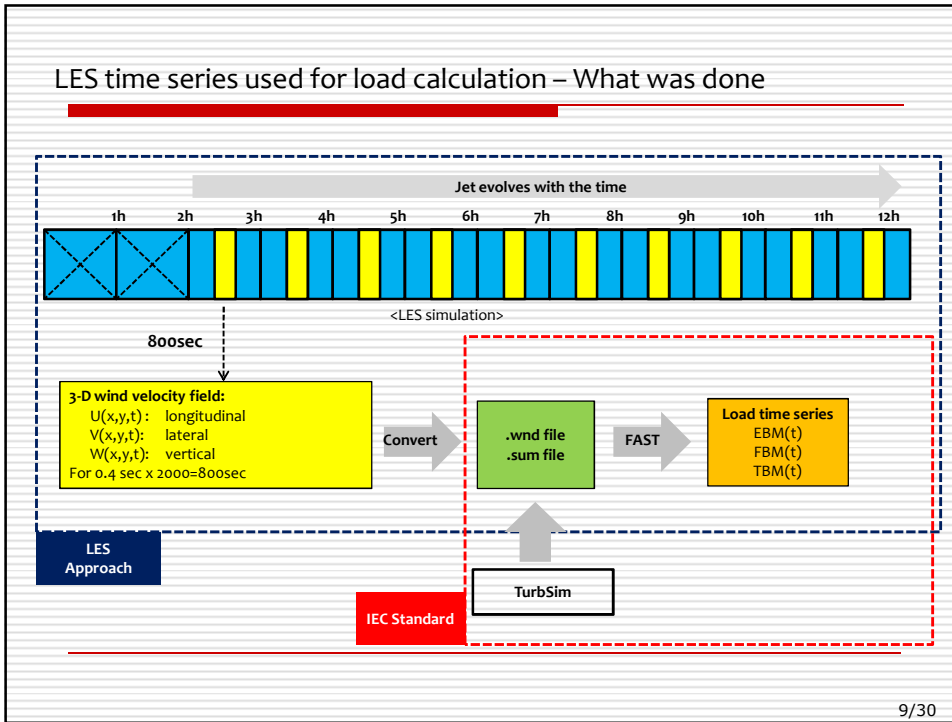 LES time series used for load calculation – What was done
Jet evolves with the time
1h 2h 3h 4h 5h 6h 7h 8h 9h 10h 11h 12h
<LES simulation>
800sec
3-D wind velocity field:
U(x,y,t) : longitudinal
V(x,y,t): lateral
W(x,y,t): vertical
For 0.4 sec x 2000=800sec
Convert
.wnd file
.sum file
FAST
Load time series
EBM(t)
FBM(t)
TBM(t)
LES
Approach
TurbSim
IEC Standard
9/30